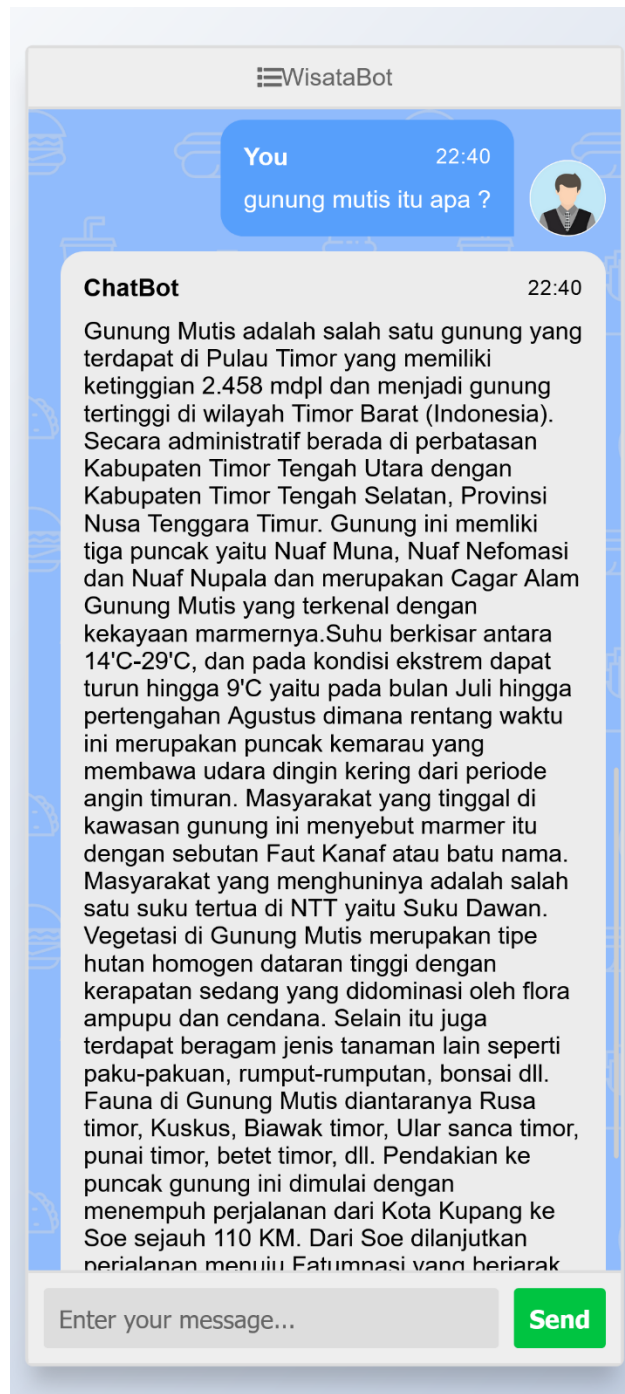 WisataBot
You 22:40
gunung mutis itu apa ?
ChatBot 22:40
Gunung Mutis adalah salah satu gunung yang
terdapat di Pulau Timor yang memiliki
ketinggian 2.458 mdpl dan menjadi gunung
tertinggi di wilayah Timor Barat (Indonesia).
Secara administratif berada di perbatasan
Kabupaten Timor Tengah Utara dengan
Kabupaten Timor Tengah Selatan, Provinsi
Nusa Tenggara Timur. Gunung ini memliki
tiga puncak yaitu Nuaf Muna, Nuaf Nefomasi
dan Nuaf Nupala dan merupakan Cagar Alam
Gunung Mutis yang terkenal dengan
kekayaan marmernya.Suhu berkisar antara
14'C-29'C, dan pada kondisi ekstrem dapat
turun hingga 9'C yaitu pada bulan Juli hingga
pertengahan Agustus dimana rentang waktu
ini merupakan puncak kemarau yang
membawa udara dingin kering dari periode
angin timuran. Masyarakat yang tinggal di
kawasan gunung ini menyebut marmer itu
dengan sebutan Faut Kanaf atau batu nama.
Masyarakat yang menghuninya adalah salah
satu suku tertua di NTT yaitu Suku Dawan.
Vegetasi di Gunung Mutis merupakan tipe
hutan homogen dataran tinggi dengan
kerapatan sedang yang didominasi oleh flora
ampupu dan cendana. Selain itu juga
terdapat beragam jenis tanaman lain seperti
paku-pakuan, rumput-rumputan, bonsai dll.
Fauna di Gunung Mutis diantaranya Rusa
timor, Kuskus, Biawak timor, Ular sanca timor,
punai timor, betet timor, dll. Pendakian ke
puncak gunung ini dimulai dengan
menempuh perjalanan dari Kota Kupang ke
Soe sejauh 110 KM. Dari Soe dilanjutkan
perjalanan menuju Fatumnasi yang berjarak
Enter your message...
Send